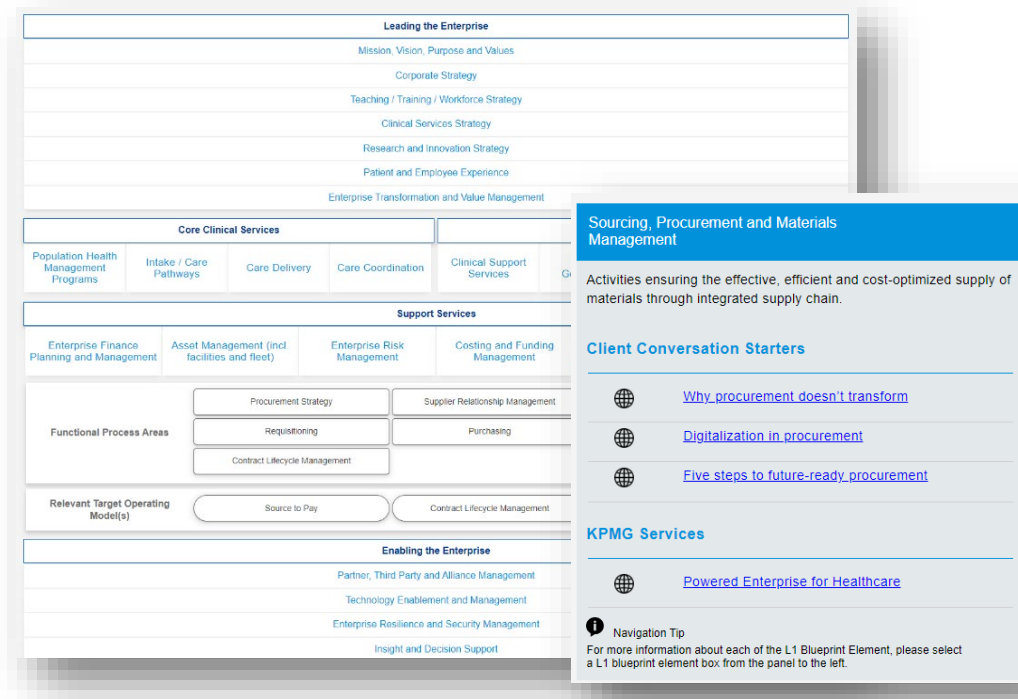 Leading the Enterprise
Mission, Vision, Purpose and Values
Corporate Strategy
Teaching / Training / Workforce Strategy
Clinical Services Strategy
Research and Innovation Strategy
Patient and Employee Experience
Enterprise Transformation and Value Management
Core Clinical Services
Population Health
Management
Programs
Intake / Care
Pathways
Care Delivery
Care Coordination
Clinical Support
Services
Support Services
Enterprise Finance
Planning and Management
Asset Management (incl.
facilities and fleet)
Enterprise Risk
Management
Costing and Funding
Management
Functional Process Areas
Procurement Strategy
Supplier Relationship Management
Requisitioning
Purchasing
Contract Lifecycle Management
Relevant Target Operating
Model(s)
Source to Pay
Contract Lifecycle Management
Enabling the Enterprise
Partner, Third Party and Alliance Management
Technology Enablement and Management
Enterprise Resilience and Security Management
Insight and Decision Support
Sourcing, Procurement and Materials
Management
Activities ensuring the effective, efficient and cost-optimized supply of
materials through integrated supply chain.
Client Conversation Starters
Why procurement doesn't transform
Digitalization in procurement
Five steps to future-ready procurement
KPMG Services
Powered Enterprise for Healthcare
Navigation Tip
For more information about each of the L1 Blueprint Element, please select
a L1 blueprint element box from the panel to the left.